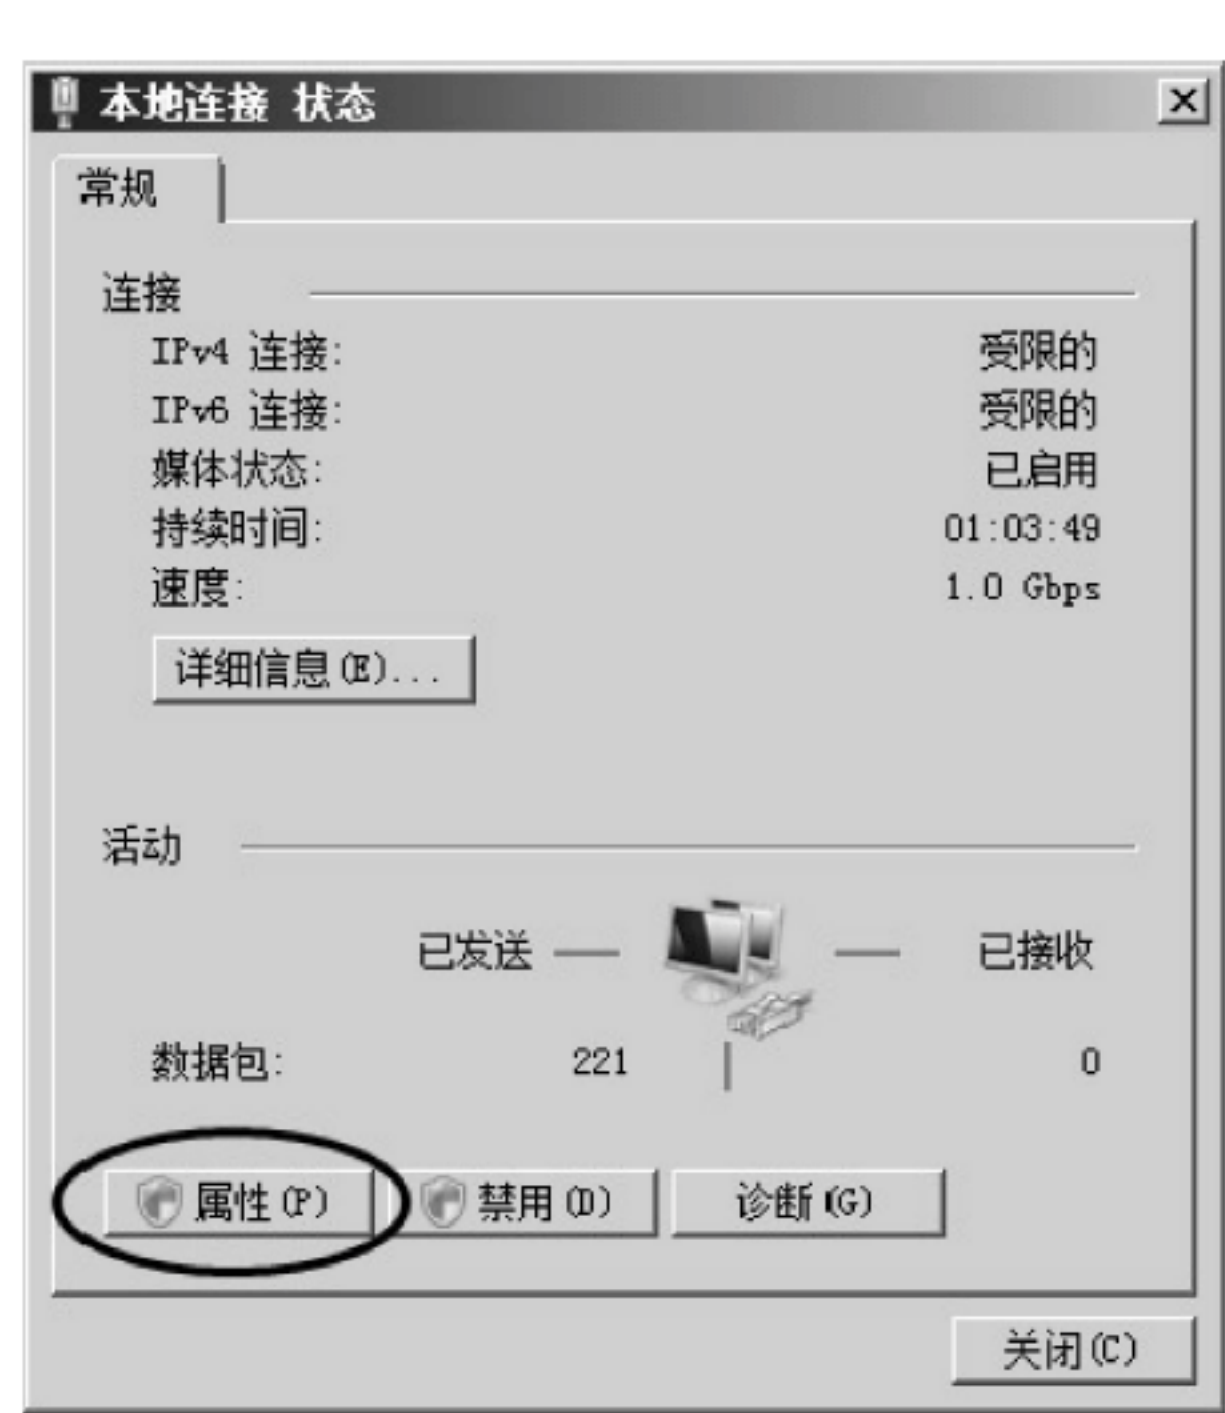 本地连接 状态
常规
连接
IPv4 连接: 受限的
IPv6 连接: 受限的
媒体状态: 已启用
持续时间: 01:03:49
速度: 1.0 Gbps
详细信息(E)...
活动
已发送 — — 已接收
数据包: 221 | 0
属性(P) 禁用(D) 诊断(G)
关闭(C)